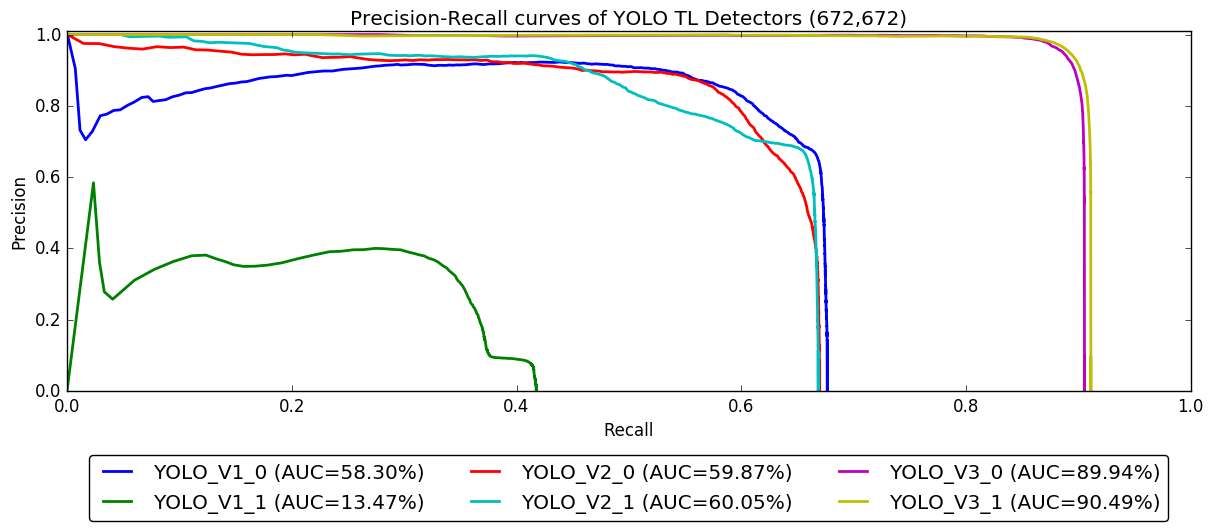 Precision-Recall curves of YOLO TL Detectors (672,672)
Precision
1.0
0.8
0.6
0.4
0.2
0.0
0.0 0.2 0.4 0.6 0.8 1.0
Recall
YOLO_V1_0 (AUC=58.30%) YOLO_V2_0 (AUC=59.87%) YOLO_V3_0 (AUC=89.94%)
YOLO_V1_1 (AUC=13.47%) YOLO_V2_1 (AUC=60.05%) YOLO_V3_1 (AUC=90.49%)